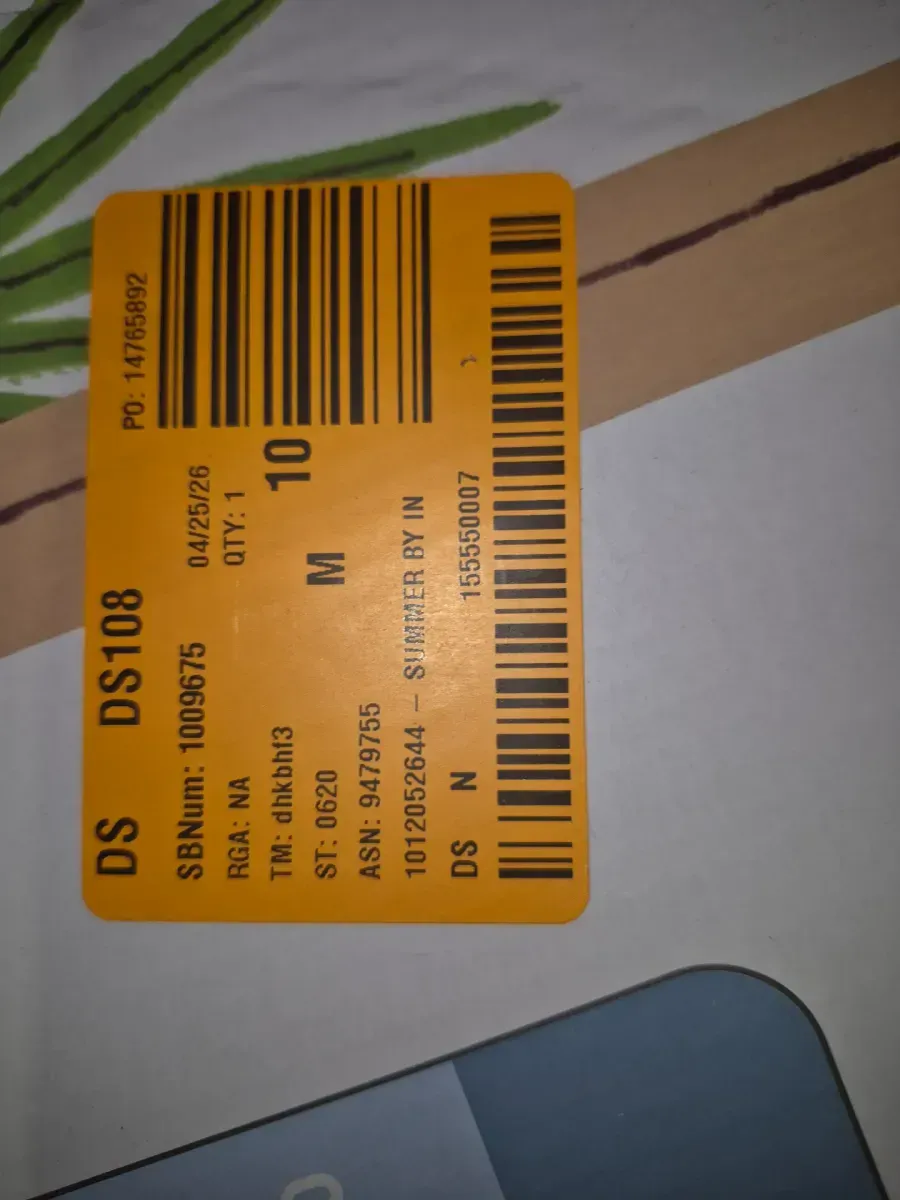 DS DS108
PO: 14765892
SBNum: 1009675 04/25/26
RGA: NA QTY: 1
TM: dhkbhf3 10
ST: 0620 M
ASN: 9479755
1012052644 – SUMMER BY IN
DS N 155550007